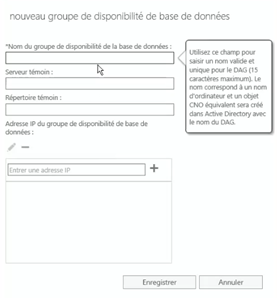 nouveau groupe de disponibilité de base de données
*Nom du groupe de disponibilité de la base de données :
Serveur témoin :
Répertoire témoin :
Adresse IP du groupe de disponibilité de base de
données :
Entrer une adresse IP
Utilisez ce champ pour
saisir un nom valide et
unique pour le DAG (15
caractères maximum). Le
nom correspond à un nom
d'ordinateur et un objet
CNO équivalent sera créé
dans Active Directory avec
le nom du DAG.
Enregistrer
Annuler